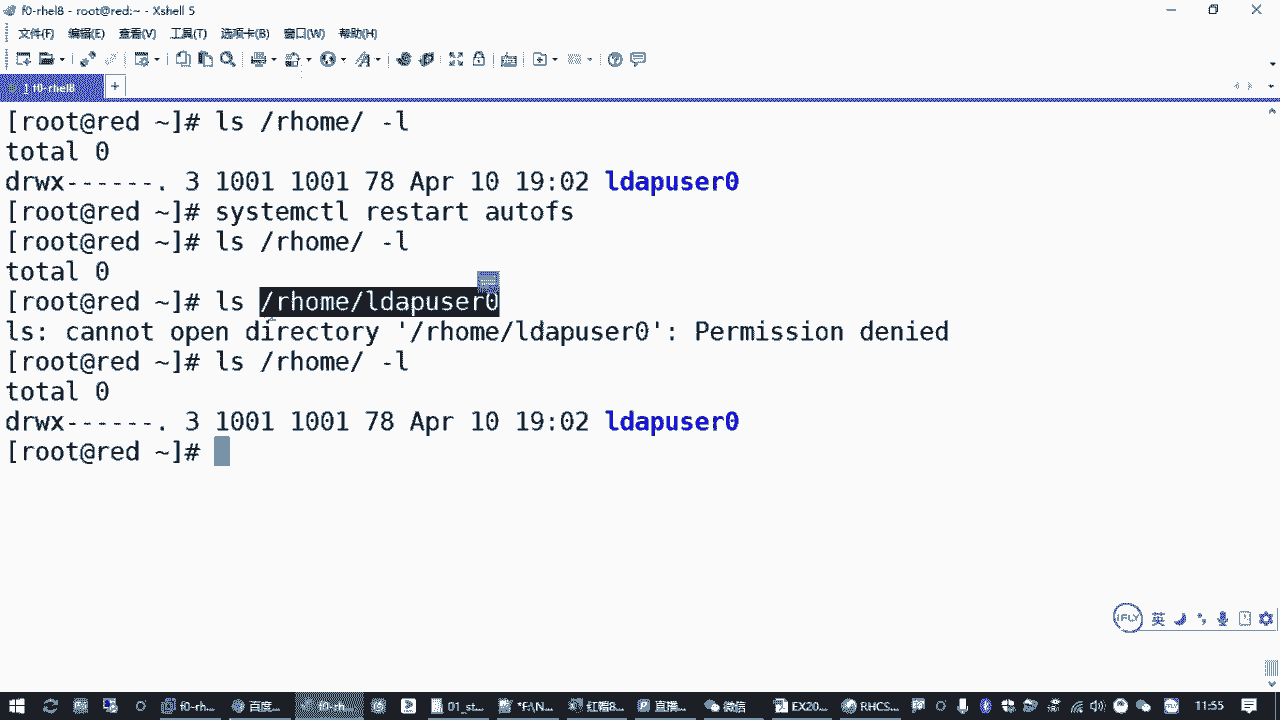 f0-rhel8 - root@red:~ - Xshell 5
文件(F) 编辑(E) 查看(V) 工具(T) 选项卡(B) 窗口(W) 帮助(H)
1 f0-rhel8
[root@red ~]# ls /rhome/ -l
total 0
drwx------. 3 1001 1001 78 Apr 10 19:02 ldapuser0
[root@red ~]# systemctl restart autofs
[root@red ~]# ls /rhome/ -l
total 0
[root@red ~]# ls /rhome/ldapuser0
ls: cannot open directory '/rhome/ldapuser0': Permission denied
[root@red ~]# ls /rhome/ -l
total 0
drwx------. 3 1001 1001 78 Apr 10 19:02 ldapuser0
[root@red ~]#
iFLY 英
f0-rh... 百度... f0-rh... 01_st... *F:\N... 红帽8... 直播... 微信 EX20... RHCS... 11:55